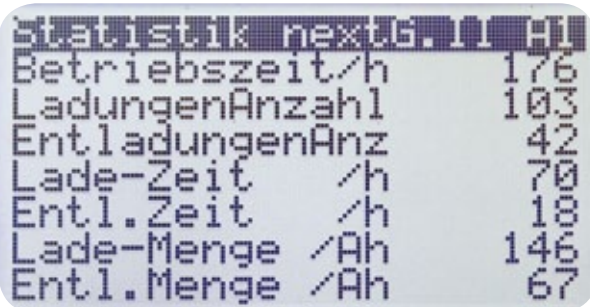 Statistik nextG.II A1
Betriebszeit/h 176
LadungenAnzahl 103
EntladungenAnz 42
Lade-Zeit /h 70
Entl.Zeit /h 18
Lade-Menge /Ah 146
Entl.Menge /Ah 67